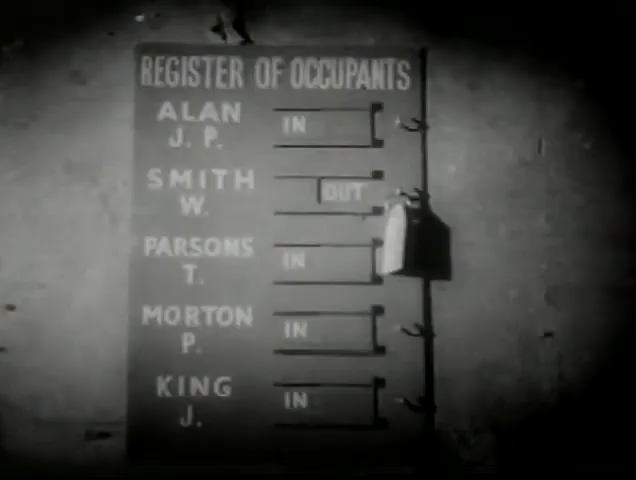 REGISTER OF OCCUPANTS
ALAN
J. P.
IN
SMITH
W.
OUT
PARSONS
T.
IN
MORTON
P.
IN
KING
J.
IN